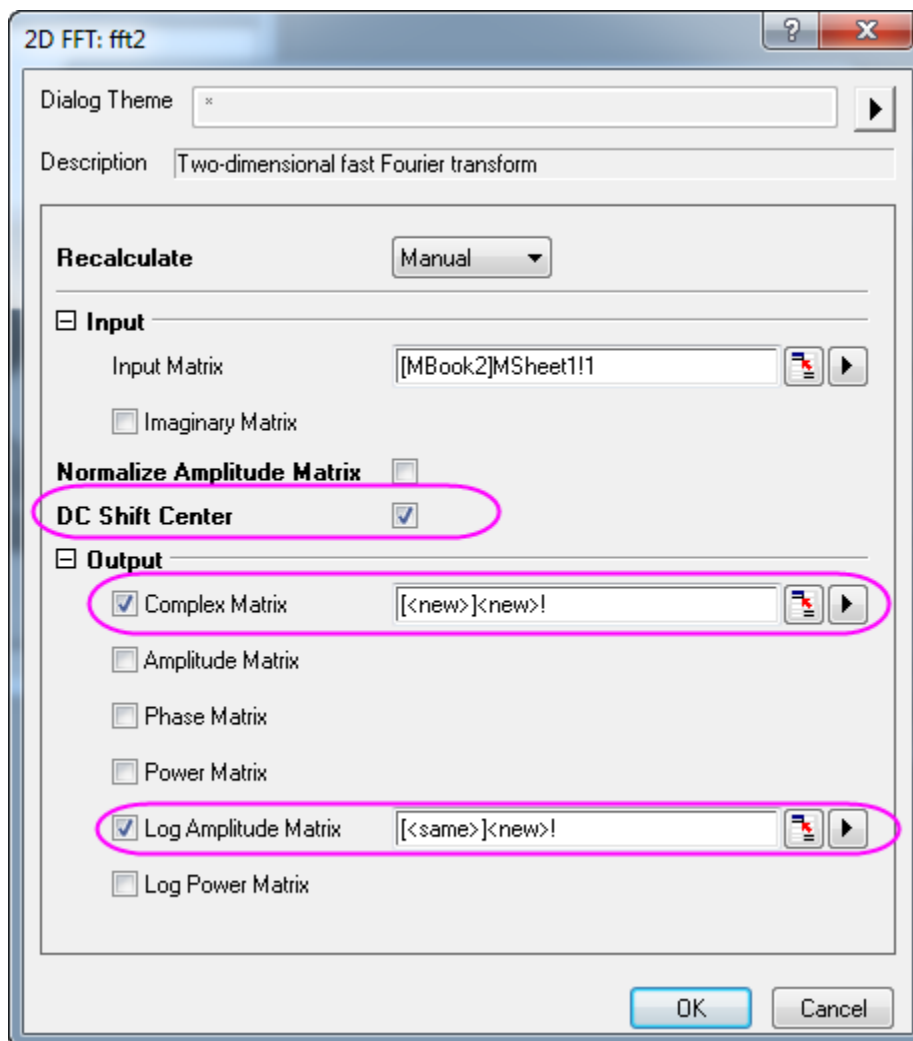 2D FFT: fft2
?
Dialog Theme *
Description Two-dimensional fast Fourier transform
Recalculate Manual
Input
Input Matrix [MBook2]MSheet1!1
Imaginary Matrix
Normalize Amplitude Matrix
DC Shift Center
Output
Complex Matrix [<new>]<new>!
Amplitude Matrix
Phase Matrix
Power Matrix
Log Amplitude Matrix [<same>]<new>!
Log Power Matrix
OK Cancel